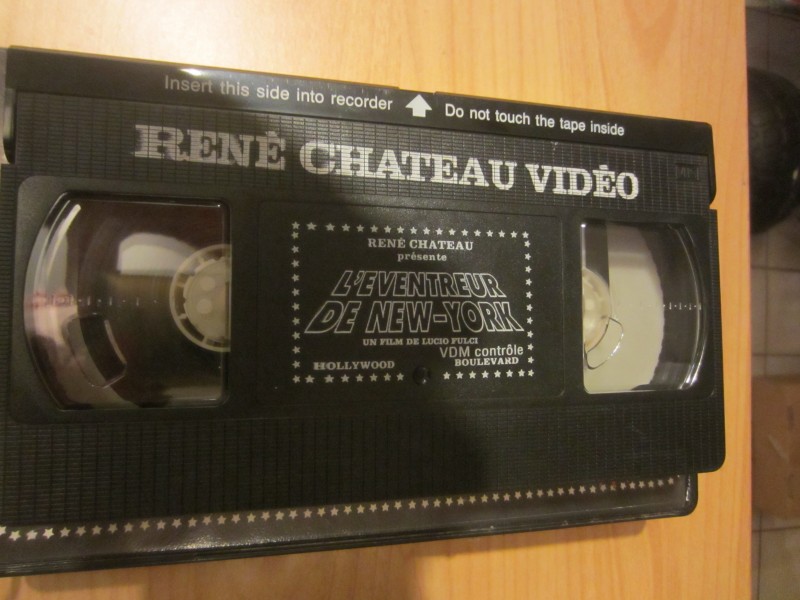 Insert this side into recorder Do not touch the tape inside
RENÉ CHATEAU VIDÉO
RENÉ CHATEAU
présente
L'EVENTREUR
DE NEW-YORK
UN FILM DE LUCIO FULCI
VDM contrôle
HOLLYWOOD BOULEVARD